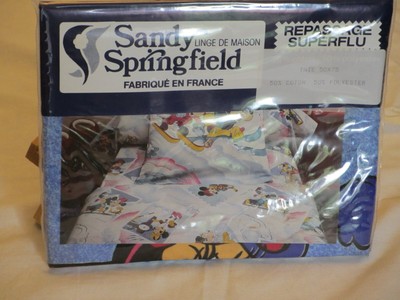 Sandy
LINGE DE MAISON
Springfield
FABRIQUÉ EN FRANCE
REPASSAGE
SUPERFLU